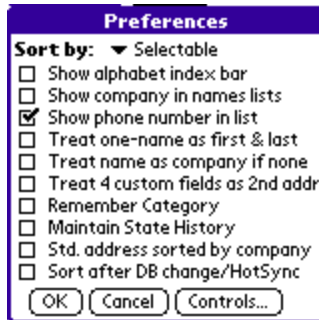 Preferences
Sort by: Selectable
Show alphabet index bar
Show company in names lists
Show phone number in list
Treat one-name as first & last
Treat name as company if none
Treat 4 custom fields as 2nd addr
Remember Category
Maintain State History
Std. address sorted by company
Sort after DB change/HotSync
OK Cancel Controls...